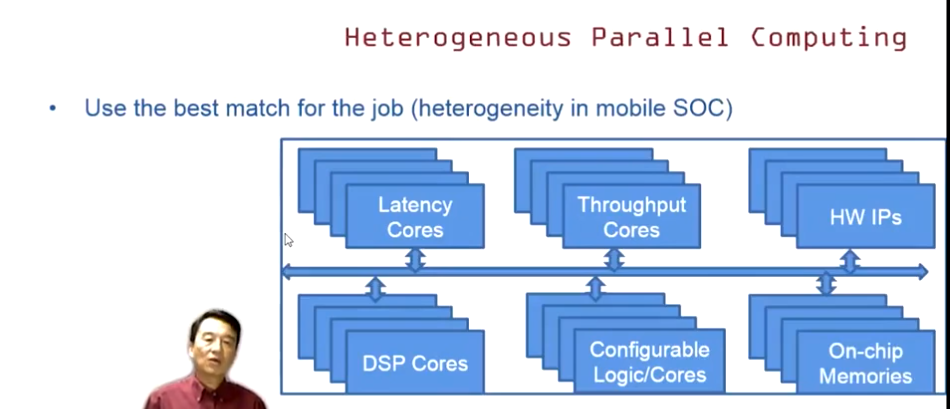 Heterogeneous Parallel Computing
• Use the best match for the job (heterogeneity in mobile SOC)
Latency
Cores
Throughput
Cores
HW IPs
DSP Cores
Configurable
Logic/Cores
On-chip
Memories